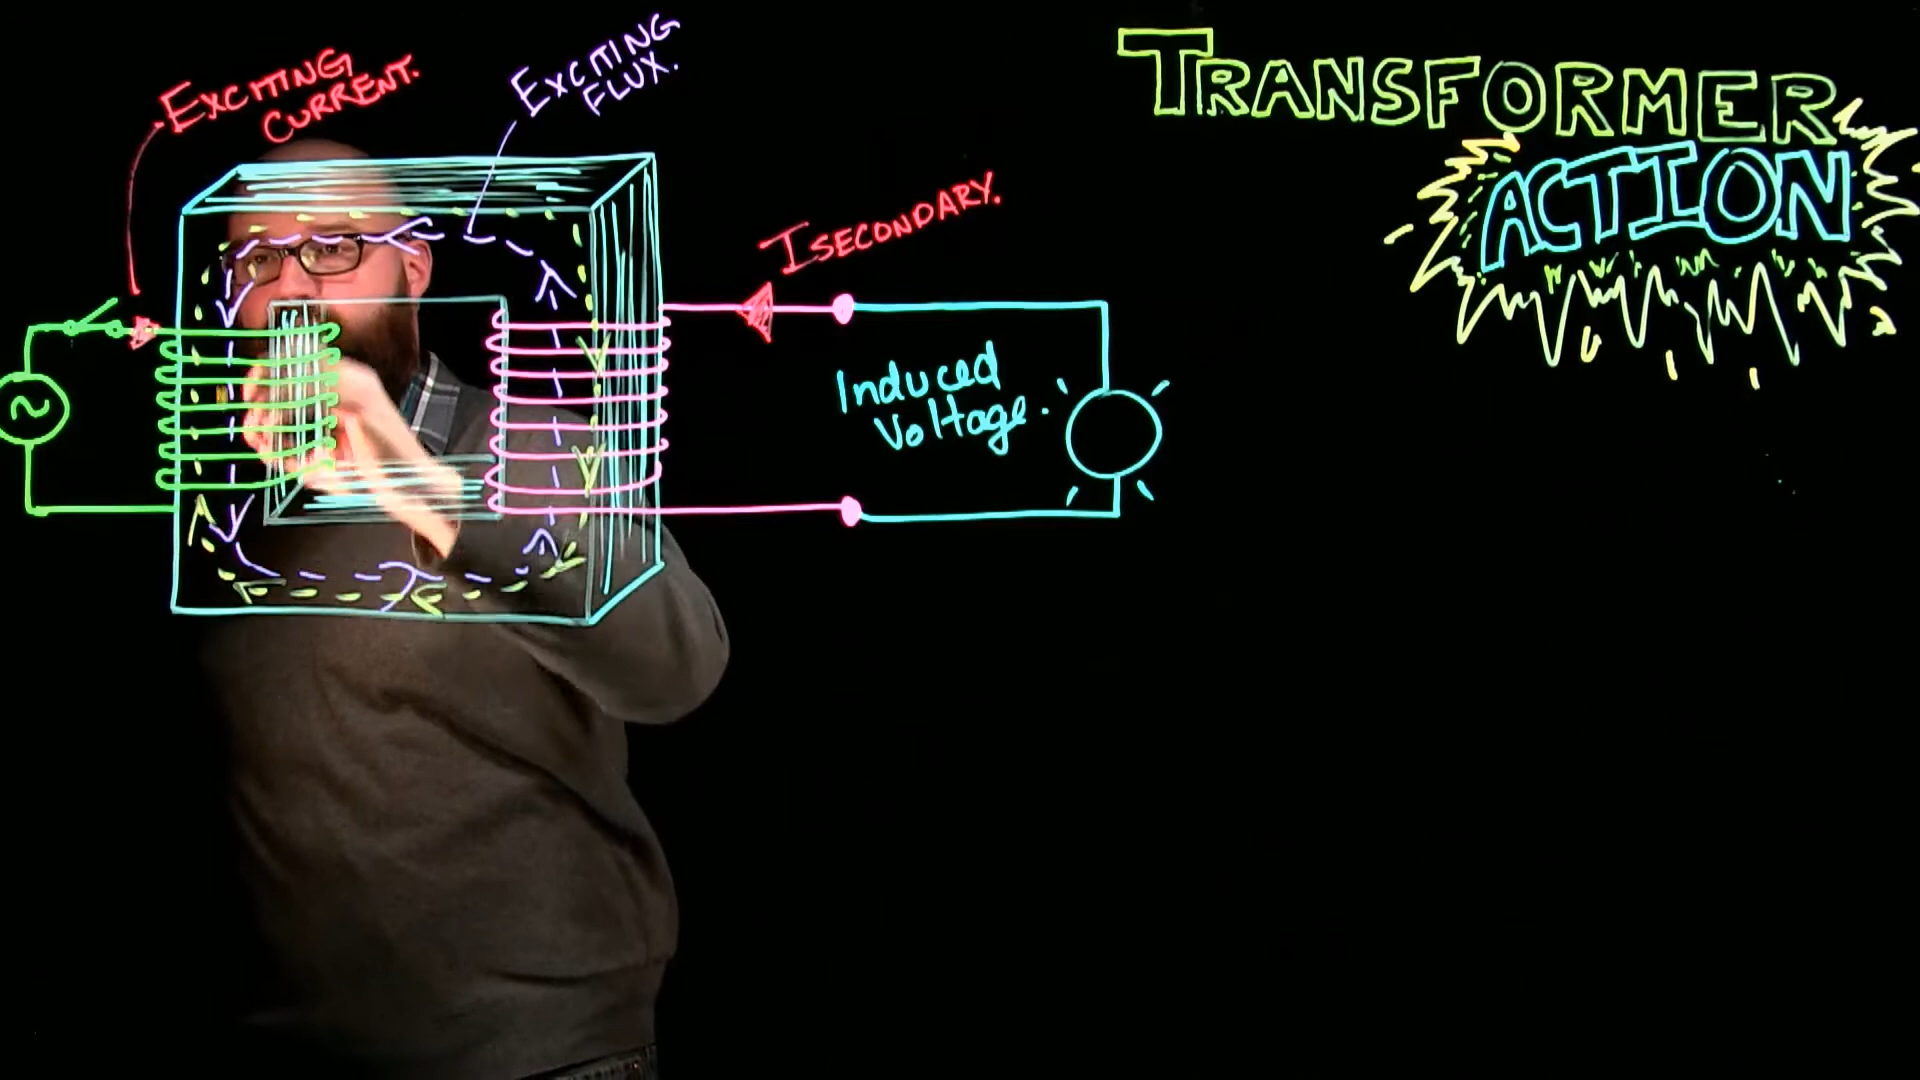 EXCITING
CURRENT.
EXCITING
FLUX.
TRANSFORMER
ACTION
ISECONDARY.
Induced
Voltage.
~